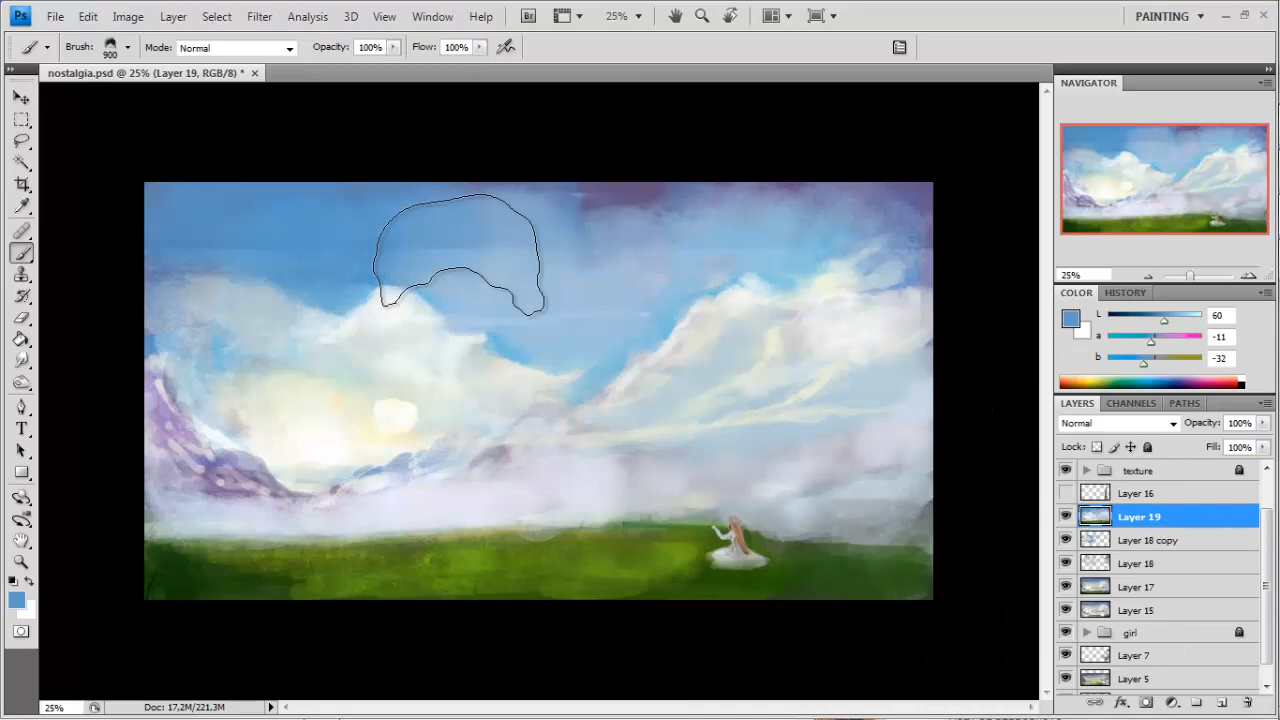 Ps File Edit Image Layer Select Filter Analysis 3D View Window Help Br 25% PAINTING
Brush: 900 Mode: Normal Opacity: 100% Flow: 100%
nostalgia.psd @ 25% (Layer 19, RGB/8) *
NAVIGATOR
25%
COLOR HISTORY
L 60
a -11
b -32
LAYERS CHANNELS PATHS
Normal Opacity: 100%
Lock: Fill: 100%
texture
Layer 16
Layer 19
Layer 18 copy
Layer 18
Layer 17
Layer 15
girl
Layer 7
Layer 5
T
25% Doc: 17,2M/221,3M